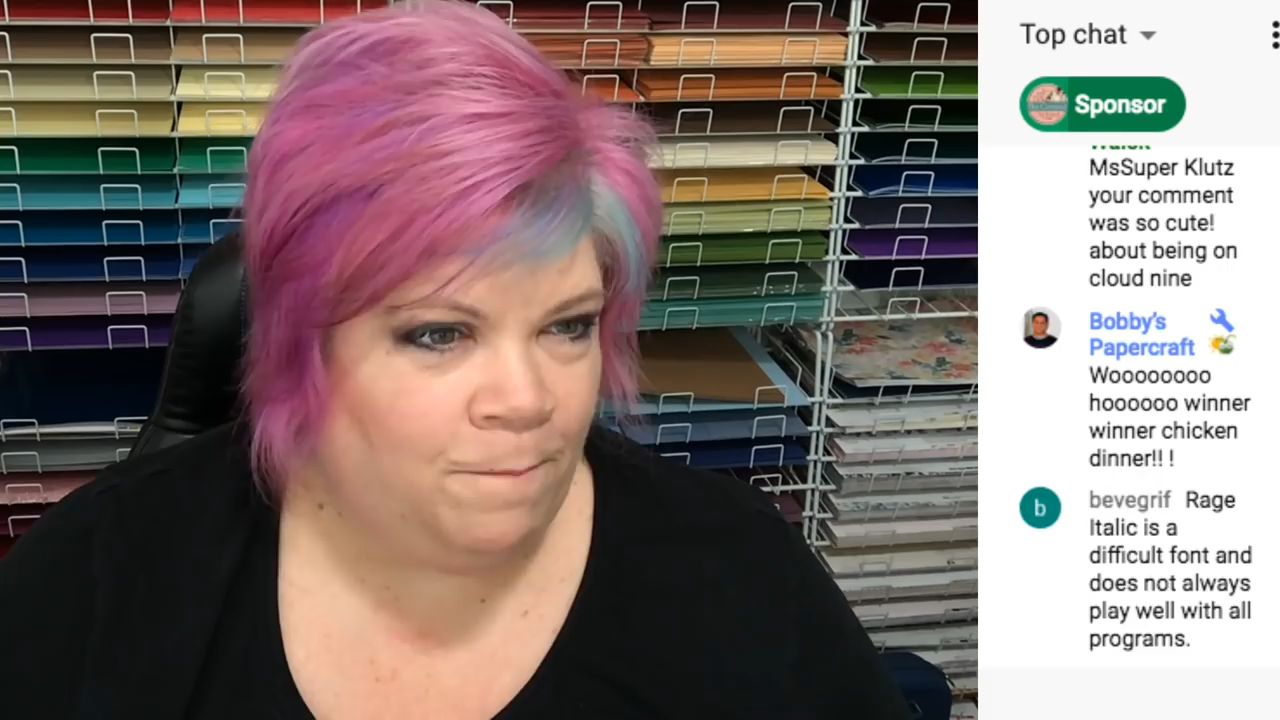 Top chat
Sponsor
MsSuper Klutz
your comment
was so cute!
about being on
cloud nine
Bobby's
Papercraft
Woooooooo
hoooooo winner
winner chicken
dinner!! !
b
bevegrif Rage
Italic is a
difficult font and
does not always
play well with all
programs.